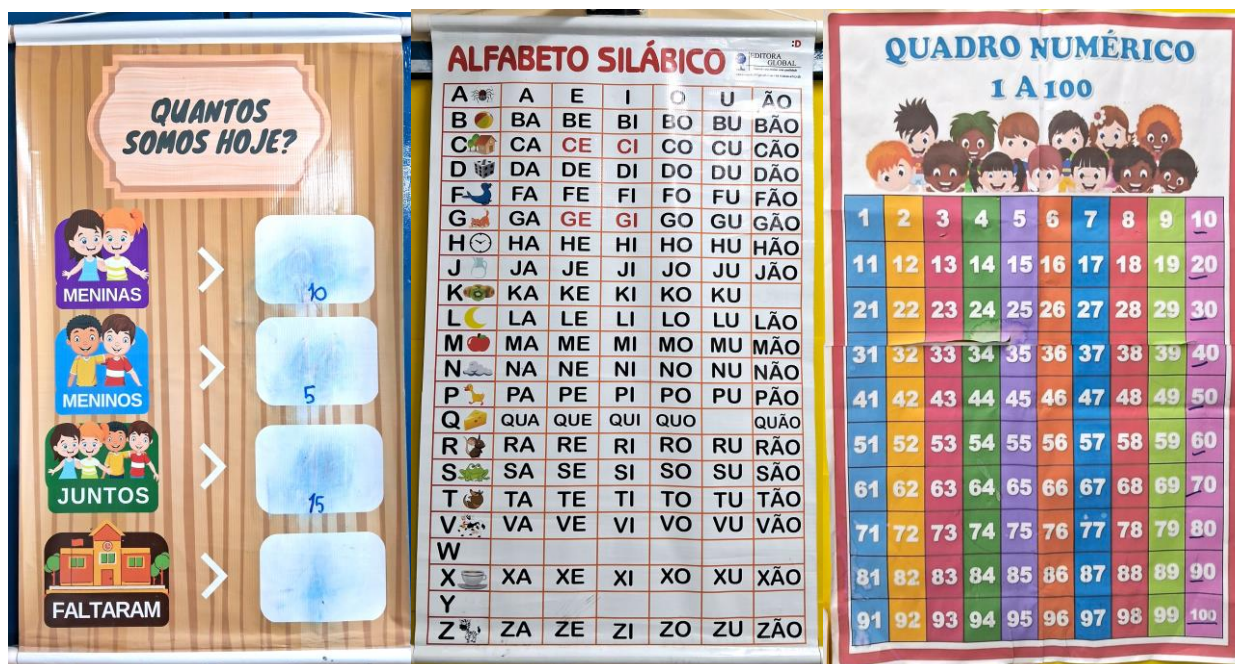 QUANTOS
SOMOS HOJE?
MENINAS
10
MENINOS
5
JUNTOS
15
FALTARAM
:D
ALFABETO SILÁBICO
EDITORA
GLOBAL
A A E I O U ÃO
B BA BE BI BO BU BÃO
C CA CE CI CO CU CÃO
D DA DE DI DO DU DÃO
F FA FE FI FO FU FÃO
G GA GE GI GO GU GÃO
H HA HE HI HO HU HÃO
J JA JE JI JO JU JÃO
K KA KE KI KO KU
L LA LE LI LO LU LÃO
M MA ME MI MO MU MÃO
N NA NE NI NO NU NÃO
P PA PE PI PO PU PÃO
Q QUA QUE QUI QUO QUÃO
R RA RE RI RO RU RÃO
S SA SE SI SO SU SÃO
T TA TE TI TO TU TÃO
V VA VE VI VO VU VÃO
W
X XA XE XI XO XU XÃO
Y
Z ZA ZE ZI ZO ZU ZÃO
QUADRO NUMÉRICO
1 A 100
1 2 3 4 5 6 7 8 9 10
11 12 13 14 15 16 17 18 19 20
21 22 23 24 25 26 27 28 29 30
31 32 33 34 35 36 37 38 39 40
41 42 43 44 45 46 47 48 49 50
51 52 53 54 55 56 57 58 59 60
61 62 63 64 65 66 67 68 69 70
71 72 73 74 75 76 77 78 79 80
81 82 83 84 85 86 87 88 89 90
91 92 93 94 95 96 97 98 99 100